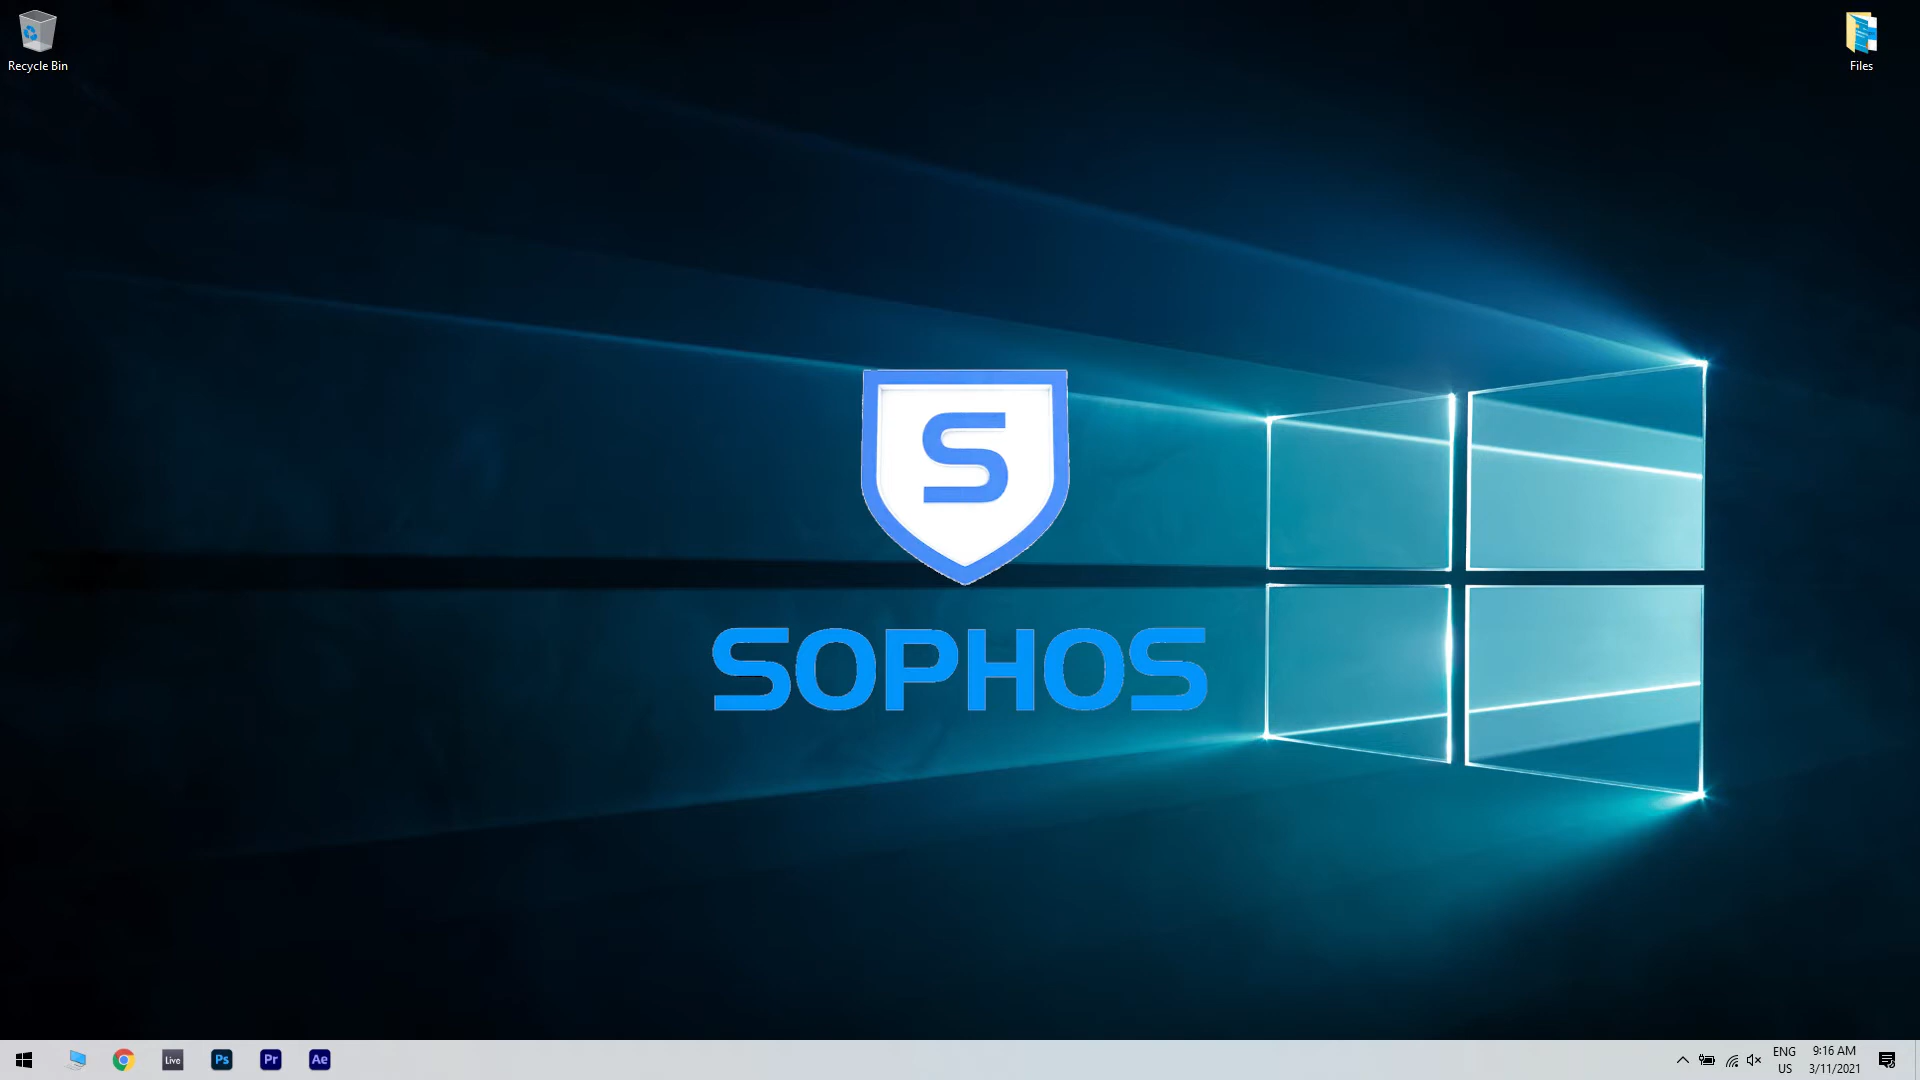 Recycle Bin
Files
S
SOPHOS
Live
Ps
Pr
Ae
ENG
US
9:16 AM
3/11/2021